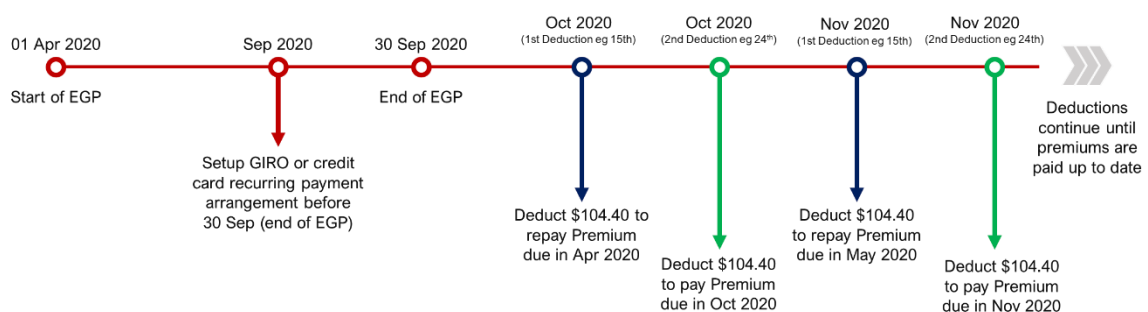 01 Apr 2020
Start of EGP
Sep 2020
Setup GIRO or credit
card recurring payment
arrangement before
30 Sep (end of EGP)
30 Sep 2020
End of EGP
Oct 2020
(1st Deduction eg 15th)
Deduct $104.40 to
repay Premium
due in Apr 2020
Oct 2020
(2nd Deduction eg 24th)
Deduct $104.40
to pay Premium
due in Oct 2020
Nov 2020
(1st Deduction eg 15th)
Deduct $104.40
to repay Premium
due in May 2020
Nov 2020
(2nd Deduction eg 24th)
Deduct $104.40
to pay Premium
due in Nov 2020
Deductions
continue until
premiums are
paid up to date